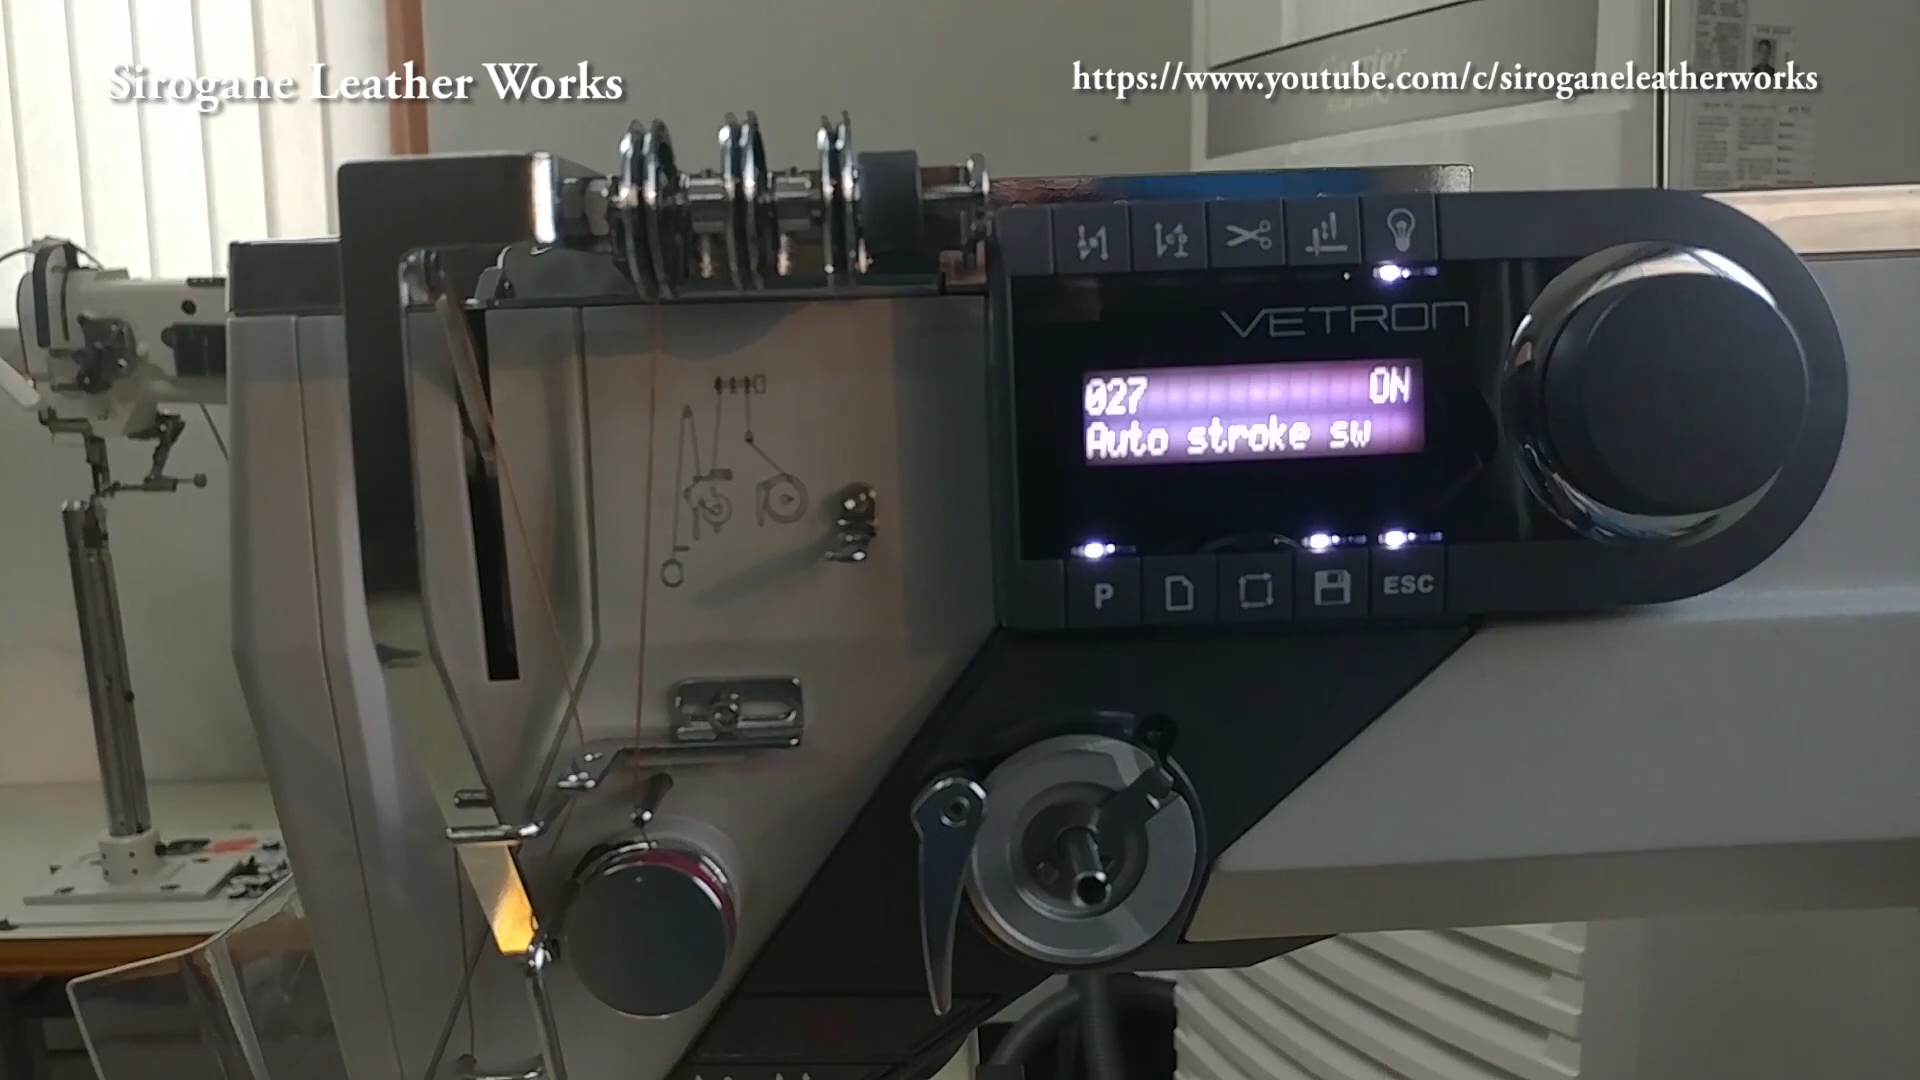 Sirogane Leather Works
https://www.youtube.com/c/siroganeleatherworks
VETRON
027 ON
Auto stroke sw
P
ESC